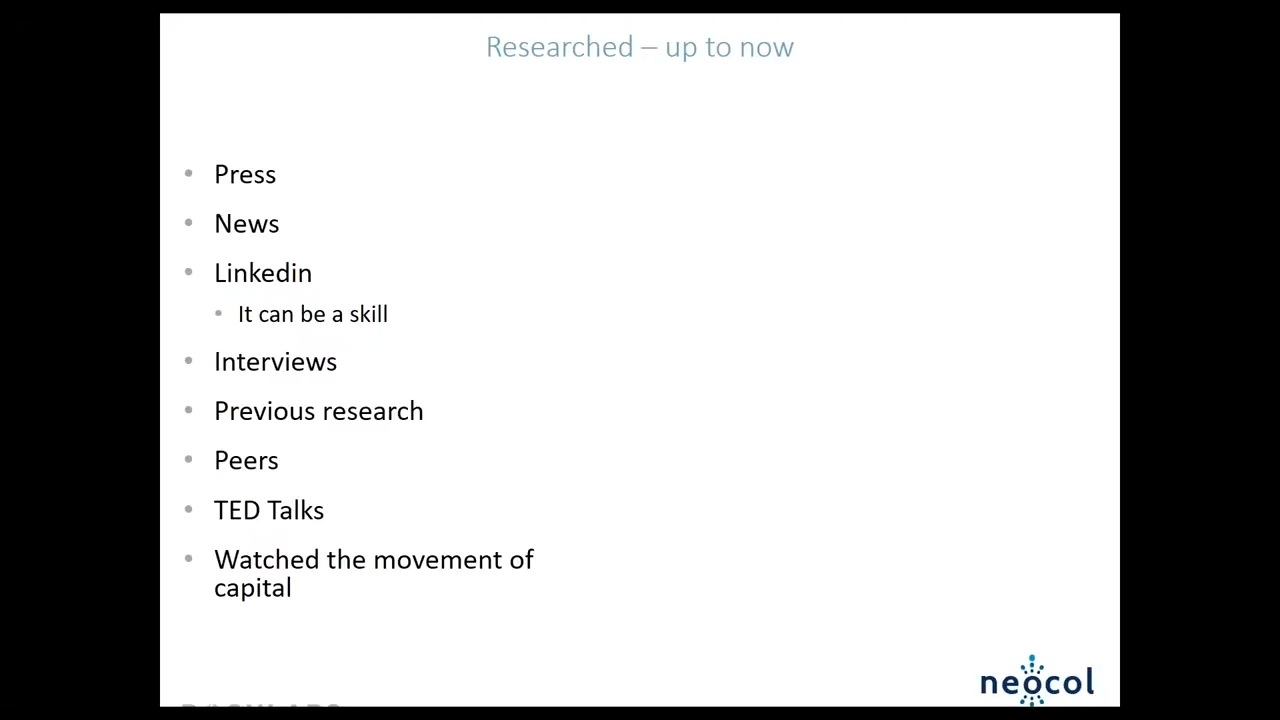 Researched – up to now
• Press
• News
• Linkedin
• It can be a skill
• Interviews
• Previous research
• Peers
• TED Talks
• Watched the movement of
capital
neocol